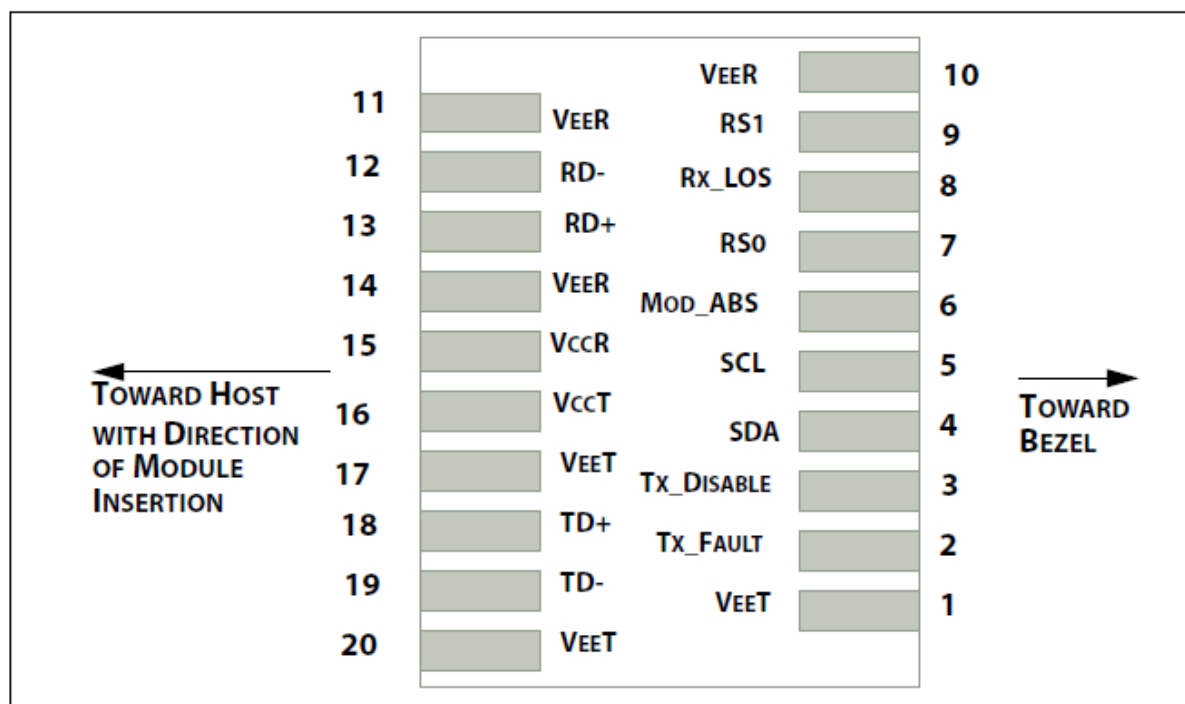 VEER 10
11 VEER
RS1 9
12 RD-
RX_LOS 8
13 RD+
RS0 7
14 VEER
MOD_ABS 6
15 VCCR
SCL 5
TOWARD HOST
WITH DIRECTION
OF MODULE
INSERTION
TOWARD
BEZEL
16 VCCT
SDA 4
17 VEET
TX_DISABLE 3
18 TD+
TX_FAULT 2
19 TD-
VEET 1
20 VEET